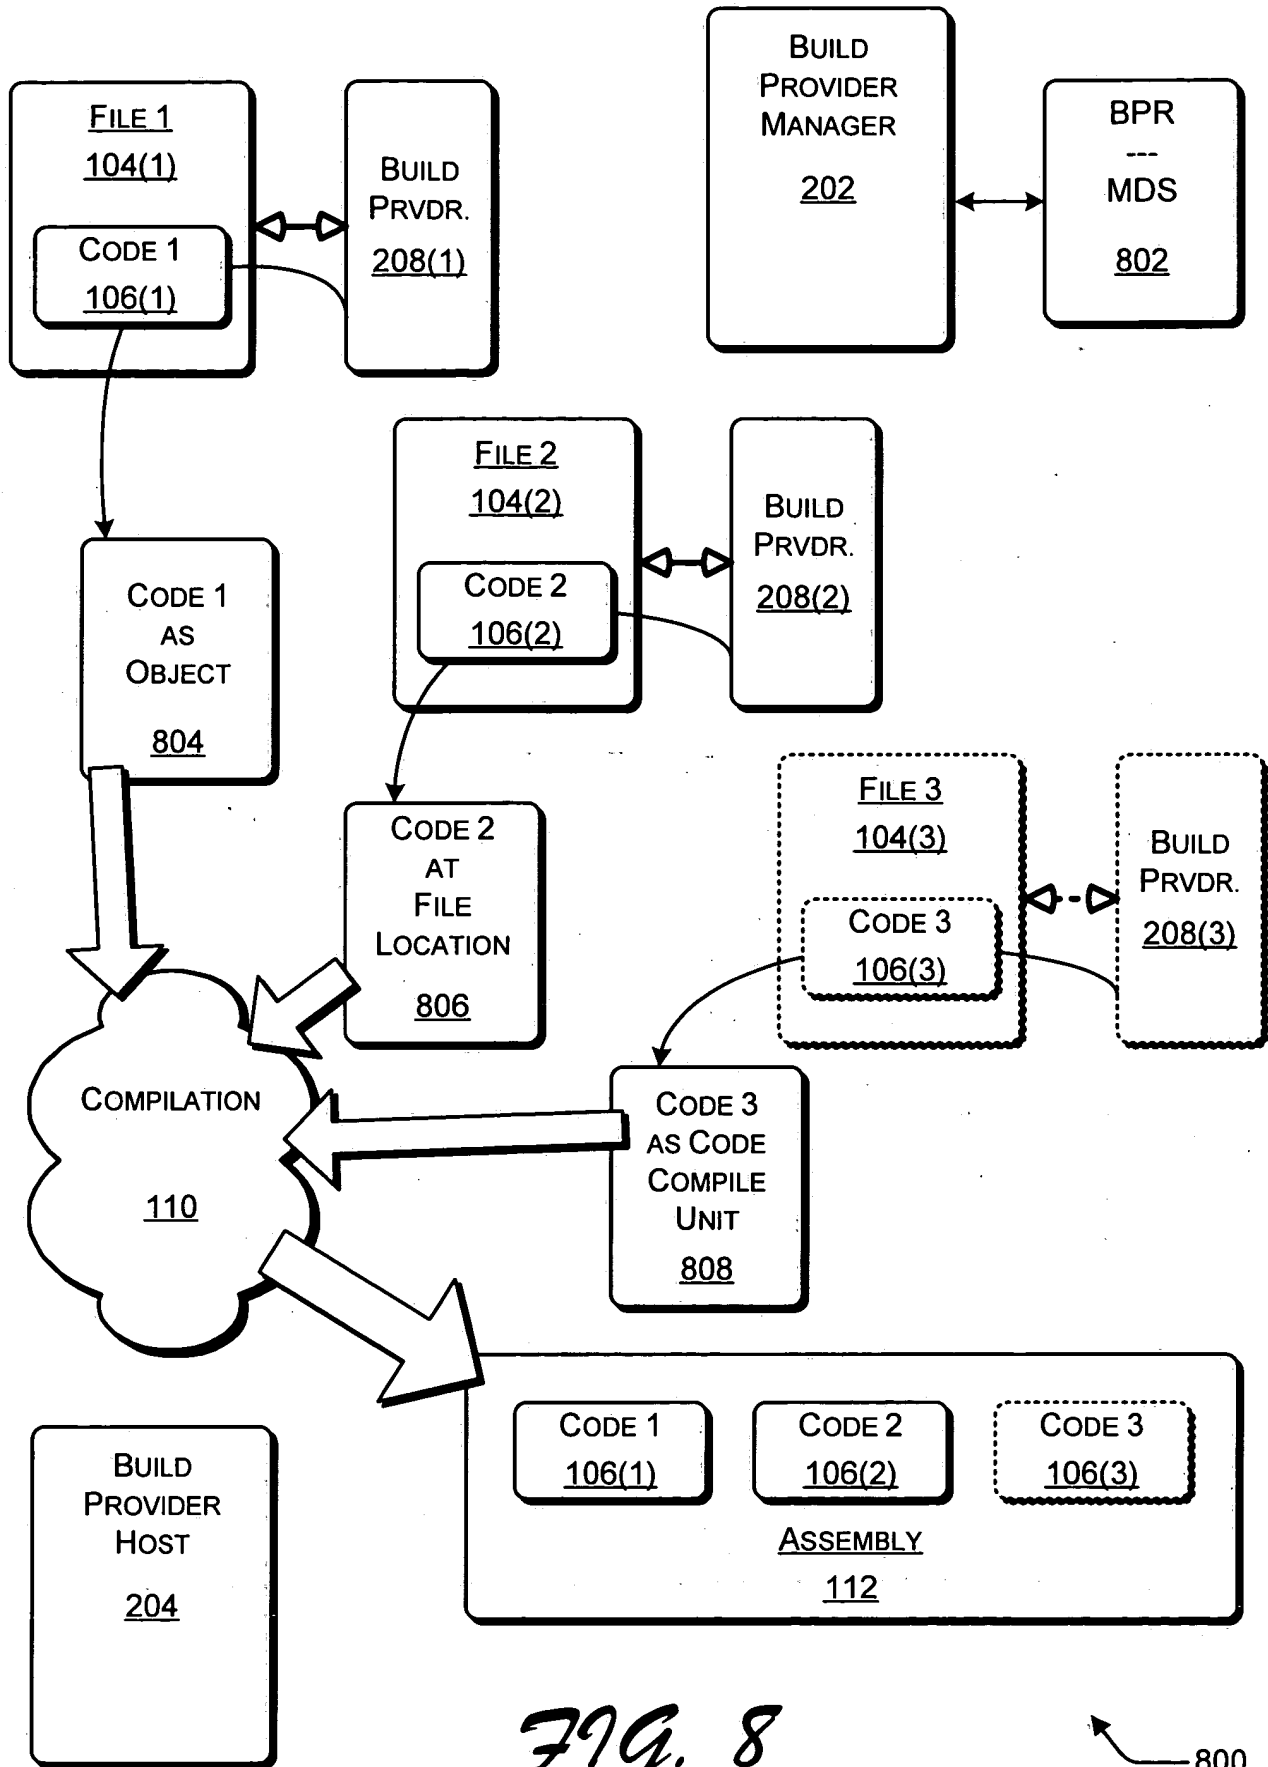 BUILD
PROVIDER
MANAGER
202
BPR
---
MDS
802
FILE 1
104(1)
CODE 1
106(1)
BUILD
PRVDR.
208(1)
FILE 2
104(2)
CODE 2
106(2)
BUILD
PRVDR.
208(2)
CODE 1
AS
OBJECT
804
CODE 2
AT
FILE
LOCATION
806
FILE 3
104(3)
CODE 3
106(3)
BUILD
PRVDR.
208(3)
COMPILATION
110
CODE 3
AS CODE
COMPILE
UNIT
808
CODE 1
106(1)
CODE 2
106(2)
CODE 3
106(3)
ASSEMBLY
112
BUILD
PROVIDER
HOST
204
FIG. 8
800